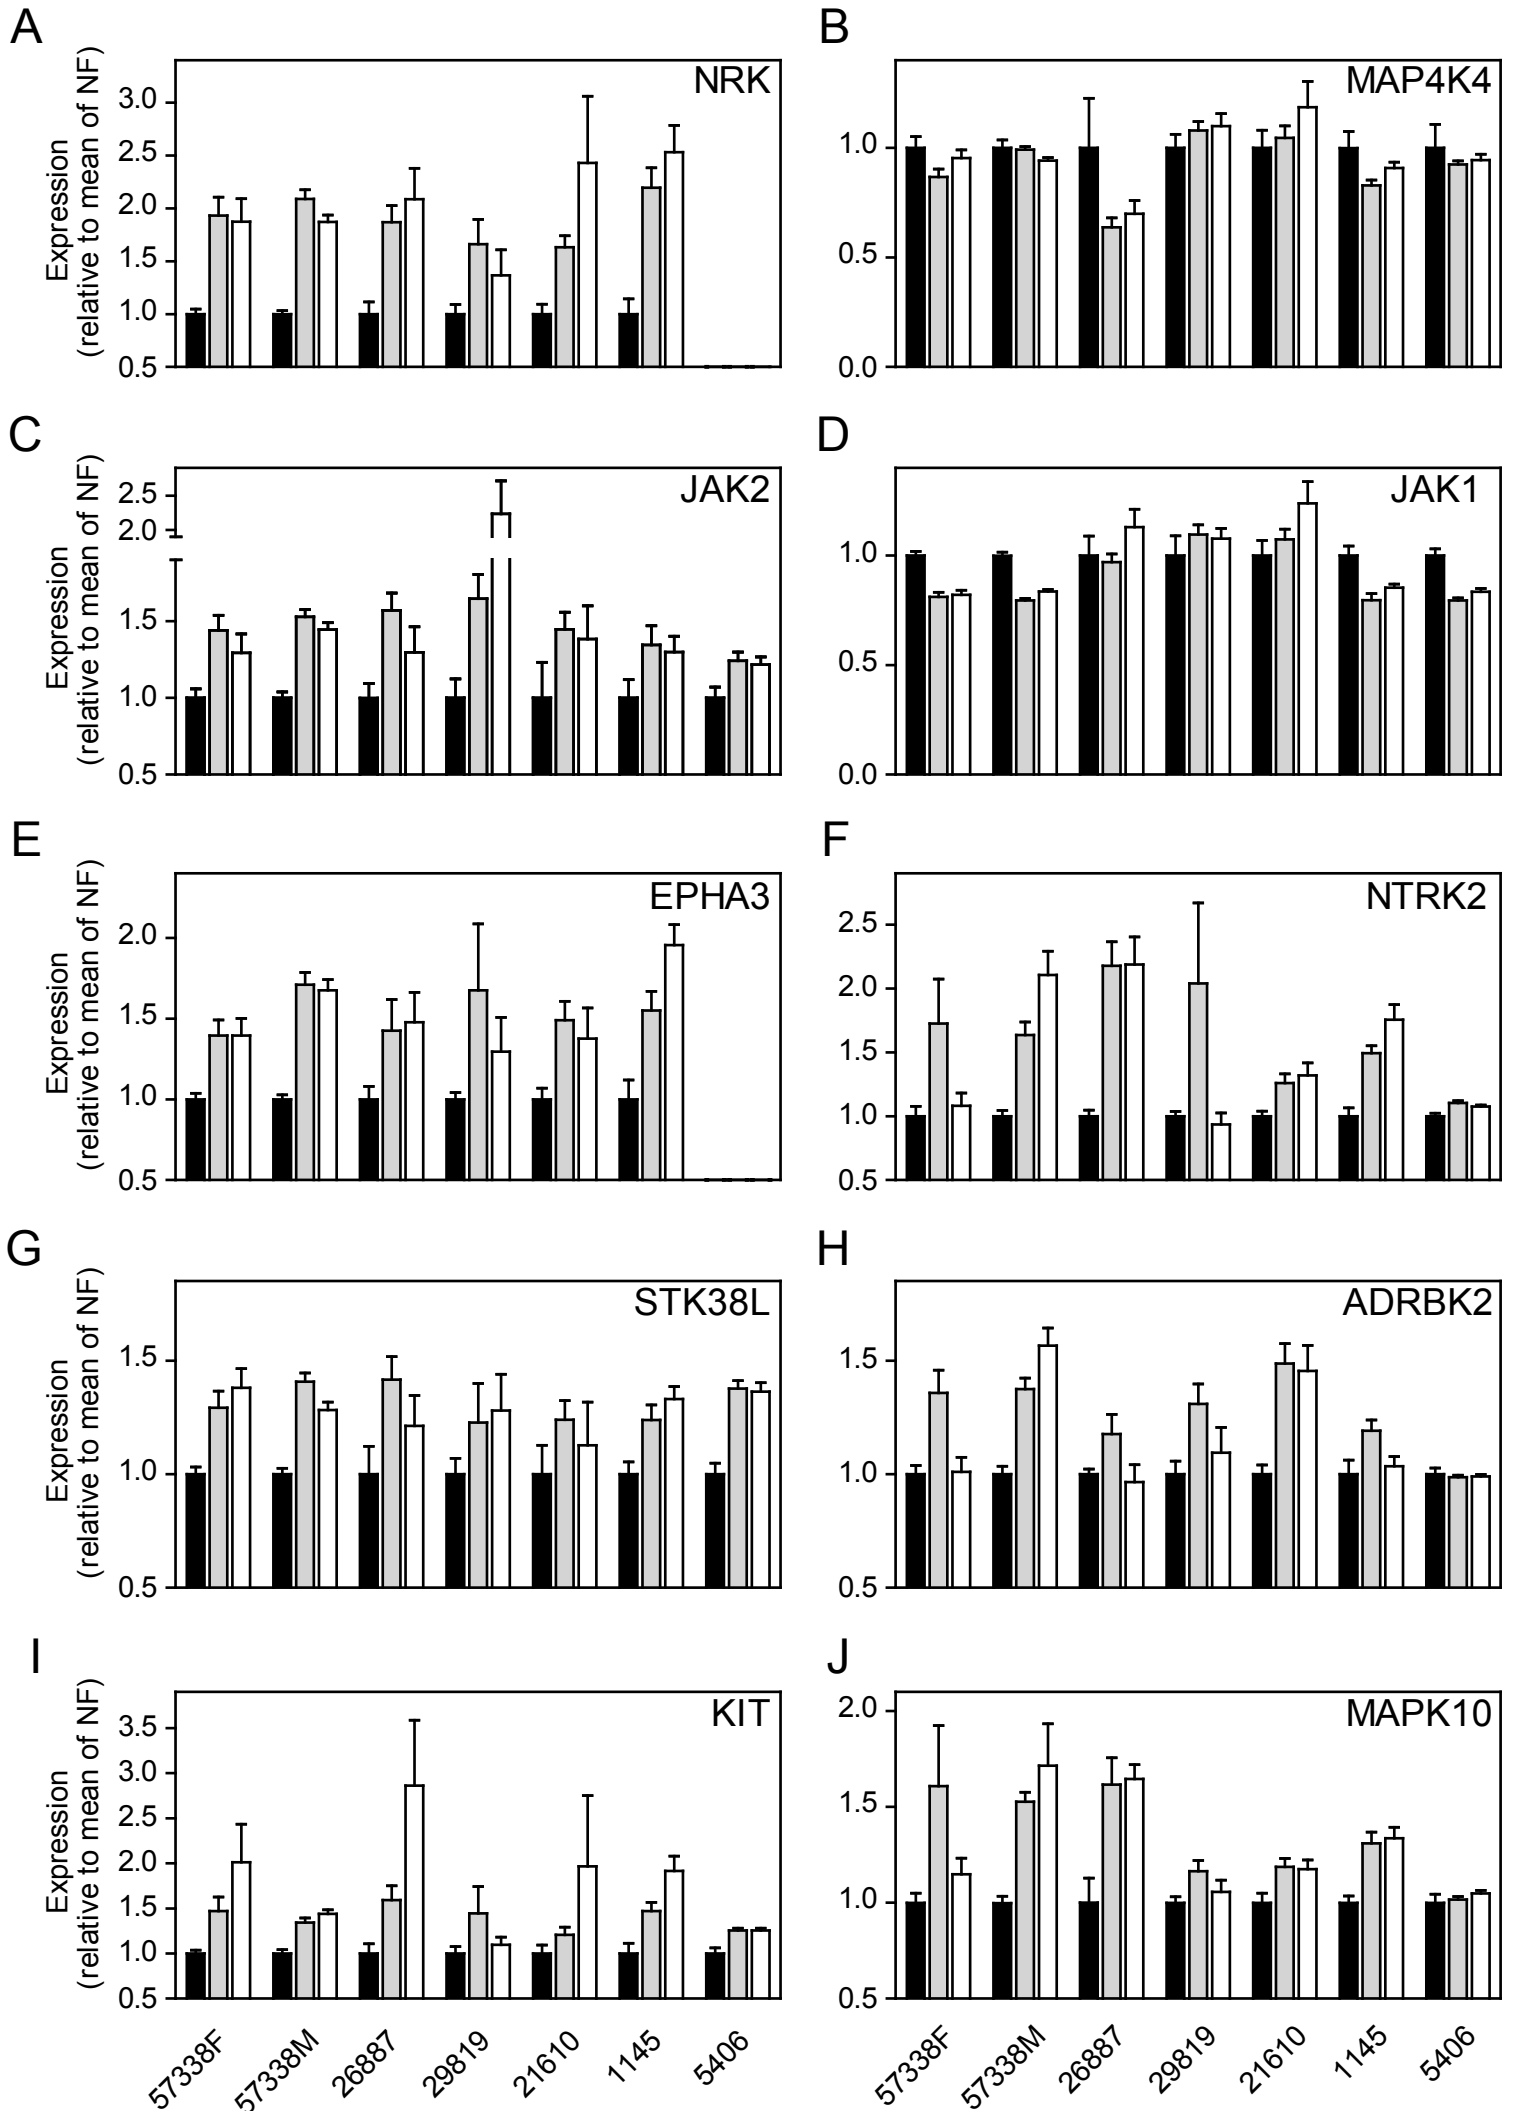 A
B
NRK
MAP4K4
Expression
(relative to mean of NF)
3.0
2.5
2.0
1.5
1.0
0.5
1.0
0.5
0.0
C
D
JAK2
JAK1
Expression
(relative to mean of NF)
2.5
2.0
1.5
1.0
0.5
1.0
0.5
0.0
E
F
EPHA3
NTRK2
Expression
(relative to mean of NF)
2.0
1.5
1.0
0.5
2.5
2.0
1.5
1.0
0.5
G
H
STK38L
ADRBK2
Expression
(relative to mean of NF)
1.5
1.0
0.5
1.5
1.0
0.5
I
J
KIT
MAPK10
Expression
(relative to mean of NF)
3.5
3.0
2.5
2.0
1.5
1.0
0.5
2.0
1.5
1.0
0.5
57338F
57338M
26887
29819
21610
1145
5406
57338F
57338M
26887
29819
21610
1145
5406